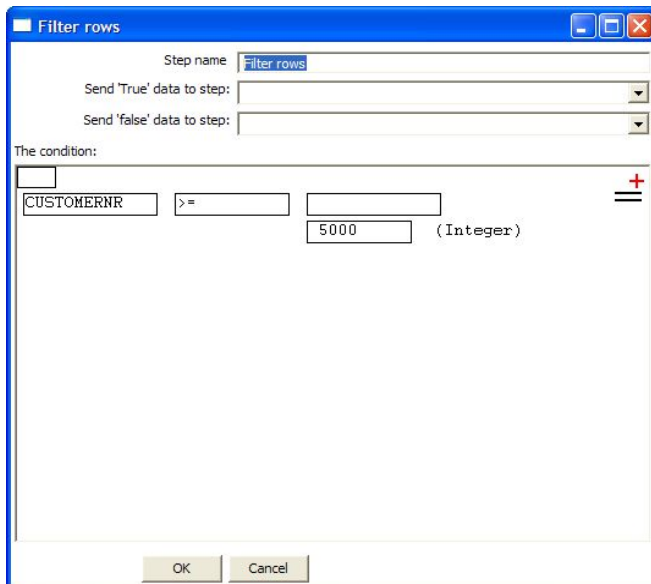 Filter rows
Step name Filter rows
Send 'True' data to step:
Send 'false' data to step:
The condition:
CUSTOMERNR >=
5000 (Integer)
OK Cancel